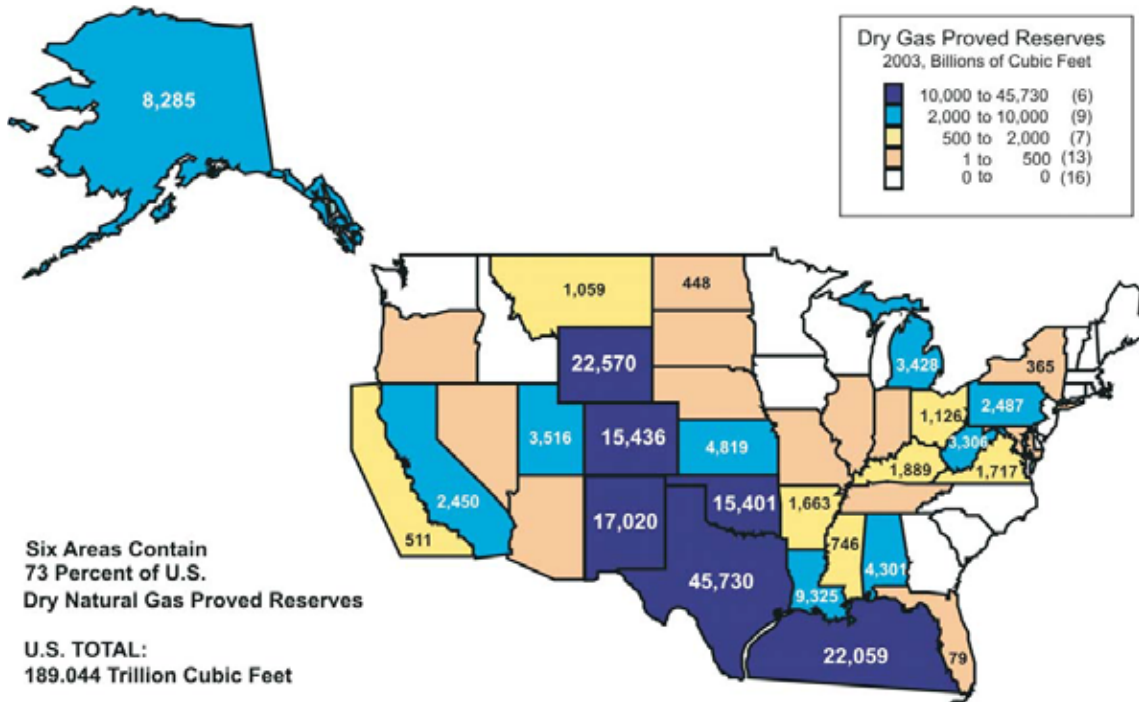 8,285
Dry Gas Proved Reserves
2003, Billions of Cubic Feet
10,000 to 45,730 (6)
2,000 to 10,000 (9)
500 to 2,000 (7)
1 to 500 (13)
0 to 0 (16)
1,059
448
22,570
3,428
365
3,516
15,436
4,819
1,126
2,487
3,306
2,450
1,889
1,717
511
17,020
15,401
1,663
746
4,301
45,730
9,325
22,059
79
Six Areas Contain
73 Percent of U.S.
Dry Natural Gas Proved Reserves
U.S. TOTAL:
189.044 Trillion Cubic Feet